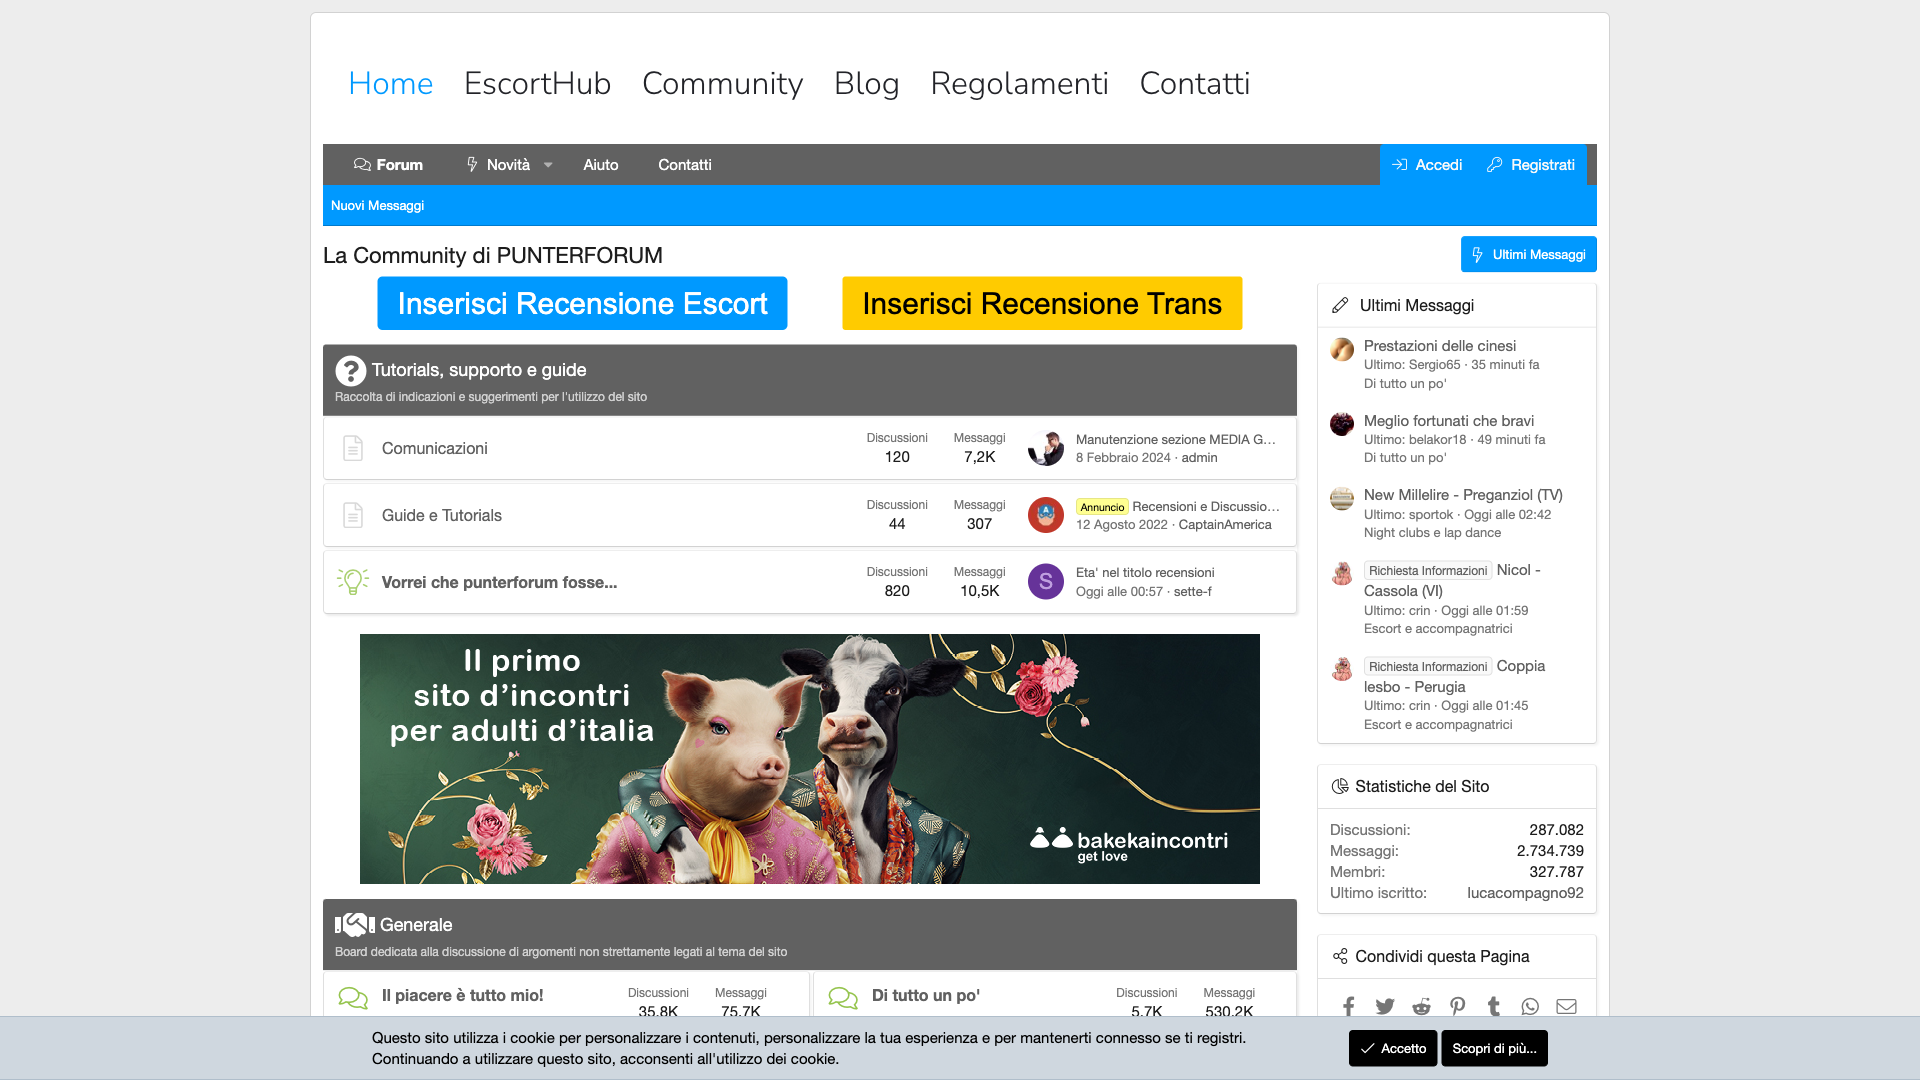 Home EscortHub Community Blog Regolamenti Contatti
Forum Novità Aiuto Contatti Accedi Registrati
Nuovi Messaggi
La Community di PUNTERFORUM
Ultimi Messaggi
Inserisci Recensione Escort
Inserisci Recensione Trans
Tutorials, supporto e guide
Raccolta di indicazioni e suggerimenti per l'utilizzo del sito
Comunicazioni
Discussioni
120
Messaggi
7,2K
Manutenzione sezione MEDIA G…
8 Febbraio 2024 · admin
Guide e Tutorials
Discussioni
44
Messaggi
307
Annuncio Recensioni e Discussio…
12 Agosto 2022 · CaptainAmerica
Vorrei che punterforum fosse...
Discussioni
820
Messaggi
10,5K
S
Eta' nel titolo recensioni
Oggi alle 00:57 · sette-f
Il primo
sito d'incontri
per adulti d'italia
bakekaincontri
get love
Generale
Board dedicata alla discussione di argomenti non strettamente legati al tema del sito
Il piacere è tutto mio!
Discussioni
35,8K
Messaggi
75,7K
Di tutto un po'
Discussioni
5,7K
Messaggi
530,2K
Ultimi Messaggi
Prestazioni delle cinesi
Ultimo: Sergio65 · 35 minuti fa
Di tutto un po'
Meglio fortunati che bravi
Ultimo: belakor18 · 49 minuti fa
Di tutto un po'
New Millelire - Preganziol (TV)
Ultimo: sportok · Oggi alle 02:42
Night clubs e lap dance
Richiesta Informazioni Nicol -
Cassola (VI)
Ultimo: crin · Oggi alle 01:59
Escort e accompagnatrici
Richiesta Informazioni Coppia
lesbo - Perugia
Ultimo: crin · Oggi alle 01:45
Escort e accompagnatrici
Statistiche del Sito
Discussioni: 287.082
Messaggi: 2.734.739
Membri: 327.787
Ultimo iscritto: lucacompagno92
Condividi questa Pagina
Questo sito utilizza i cookie per personalizzare i contenuti, personalizzare la tua esperienza e per mantenerti connesso se ti registri.
Continuando a utilizzare questo sito, acconsenti all'utilizzo dei cookie.
Accetto
Scopri di più…